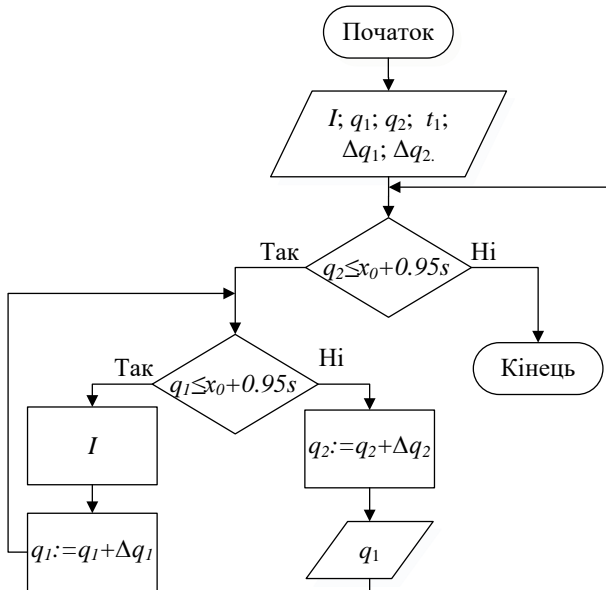 Початок
I; q₁; q₂; t₁;
Δq₁; Δq₂.
Так
q₂≤x₀+0.95s
Ні
Кінець
Так
q₁≤x₀+0.95s
Ні
I
q₂:=q₂+Δq₂
q₁:=q₁+Δq₁
q₁